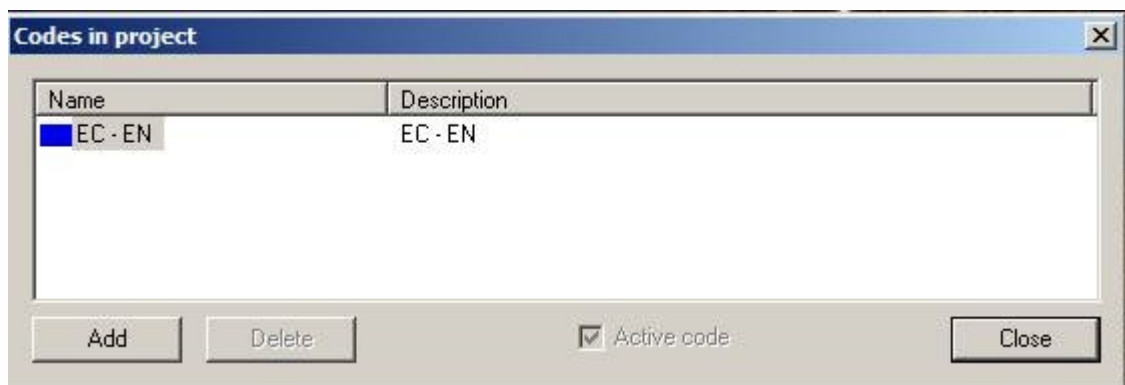 Codes in project
Name Description
EC - EN EC - EN
Add Delete Active code Close